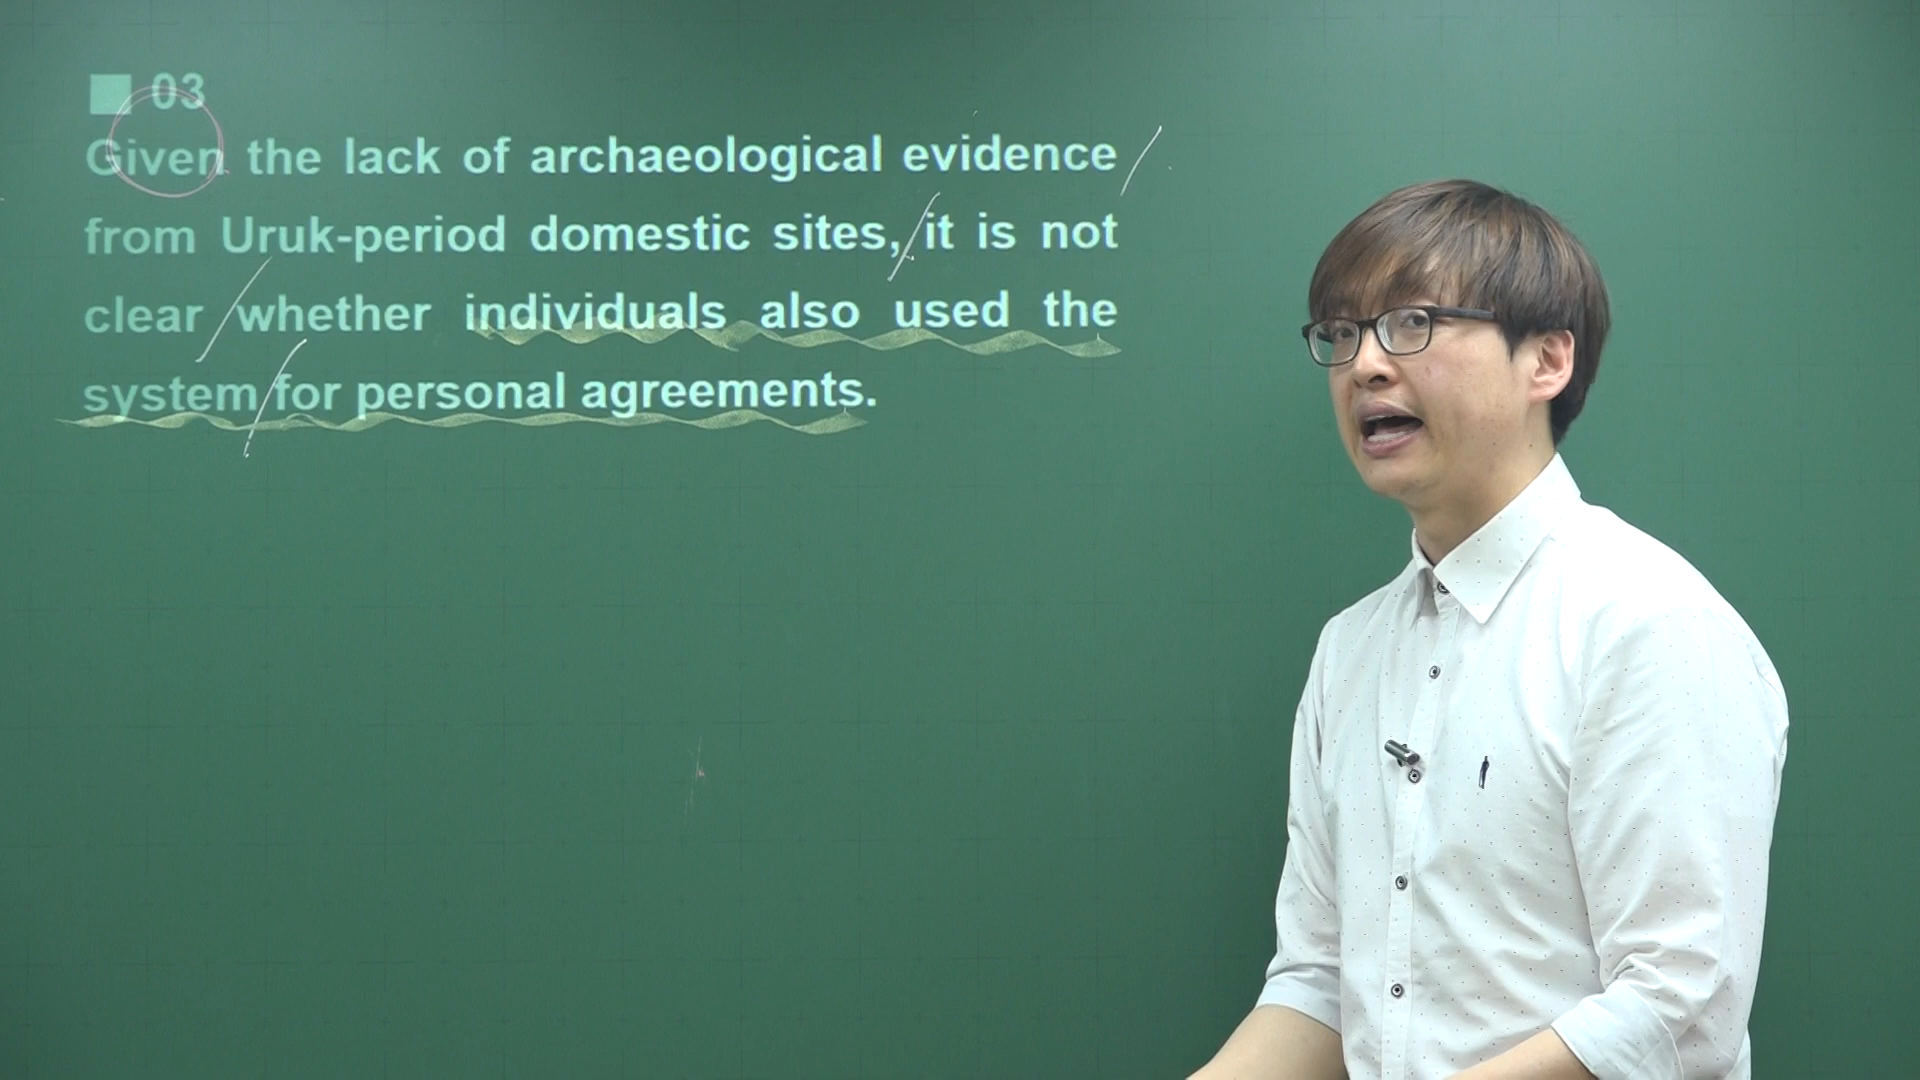 ■ 03
Given the lack of archaeological evidence
from Uruk-period domestic sites, it is not
clear whether individuals also used the
system for personal agreements.